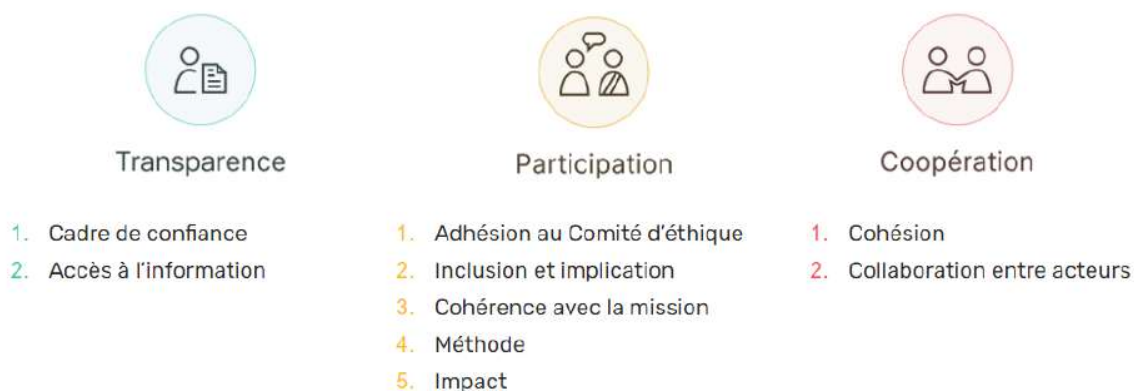 Transparence
Participation
Coopération
1. Cadre de confiance
2. Accès à l'information
1. Adhésion au Comité d'éthique
2. Inclusion et implication
3. Cohérence avec la mission
4. Méthode
5. Impact
1. Cohésion
2. Collaboration entre acteurs